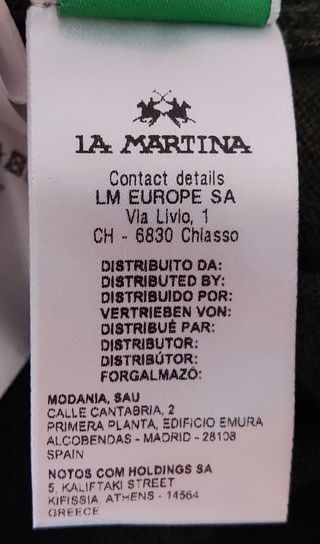 LA MARTINA
Contact details
LM EUROPE SA
Via Livio, 1
CH - 6830 Chiasso
DISTRIBUITO DA:
DISTRIBUTED BY:
DISTRIBUIDO POR:
VERTRIEBEN VON:
DISTRIBUÉ PAR:
DISTRIBUTOR:
DISTRIBÚTOR:
FORGALMAZÓ:
MODANIA, SAU
CALLE CANTABRIA, 2
PRIMERA PLANTA, EDIFICIO EMURA
ALCOBENDAS - MADRID - 28108
SPAIN
NOTOS COM HOLDINGS SA
5, KALIFTAKI STREET
KIFISSIA, ATHENS - 14564
GREECE